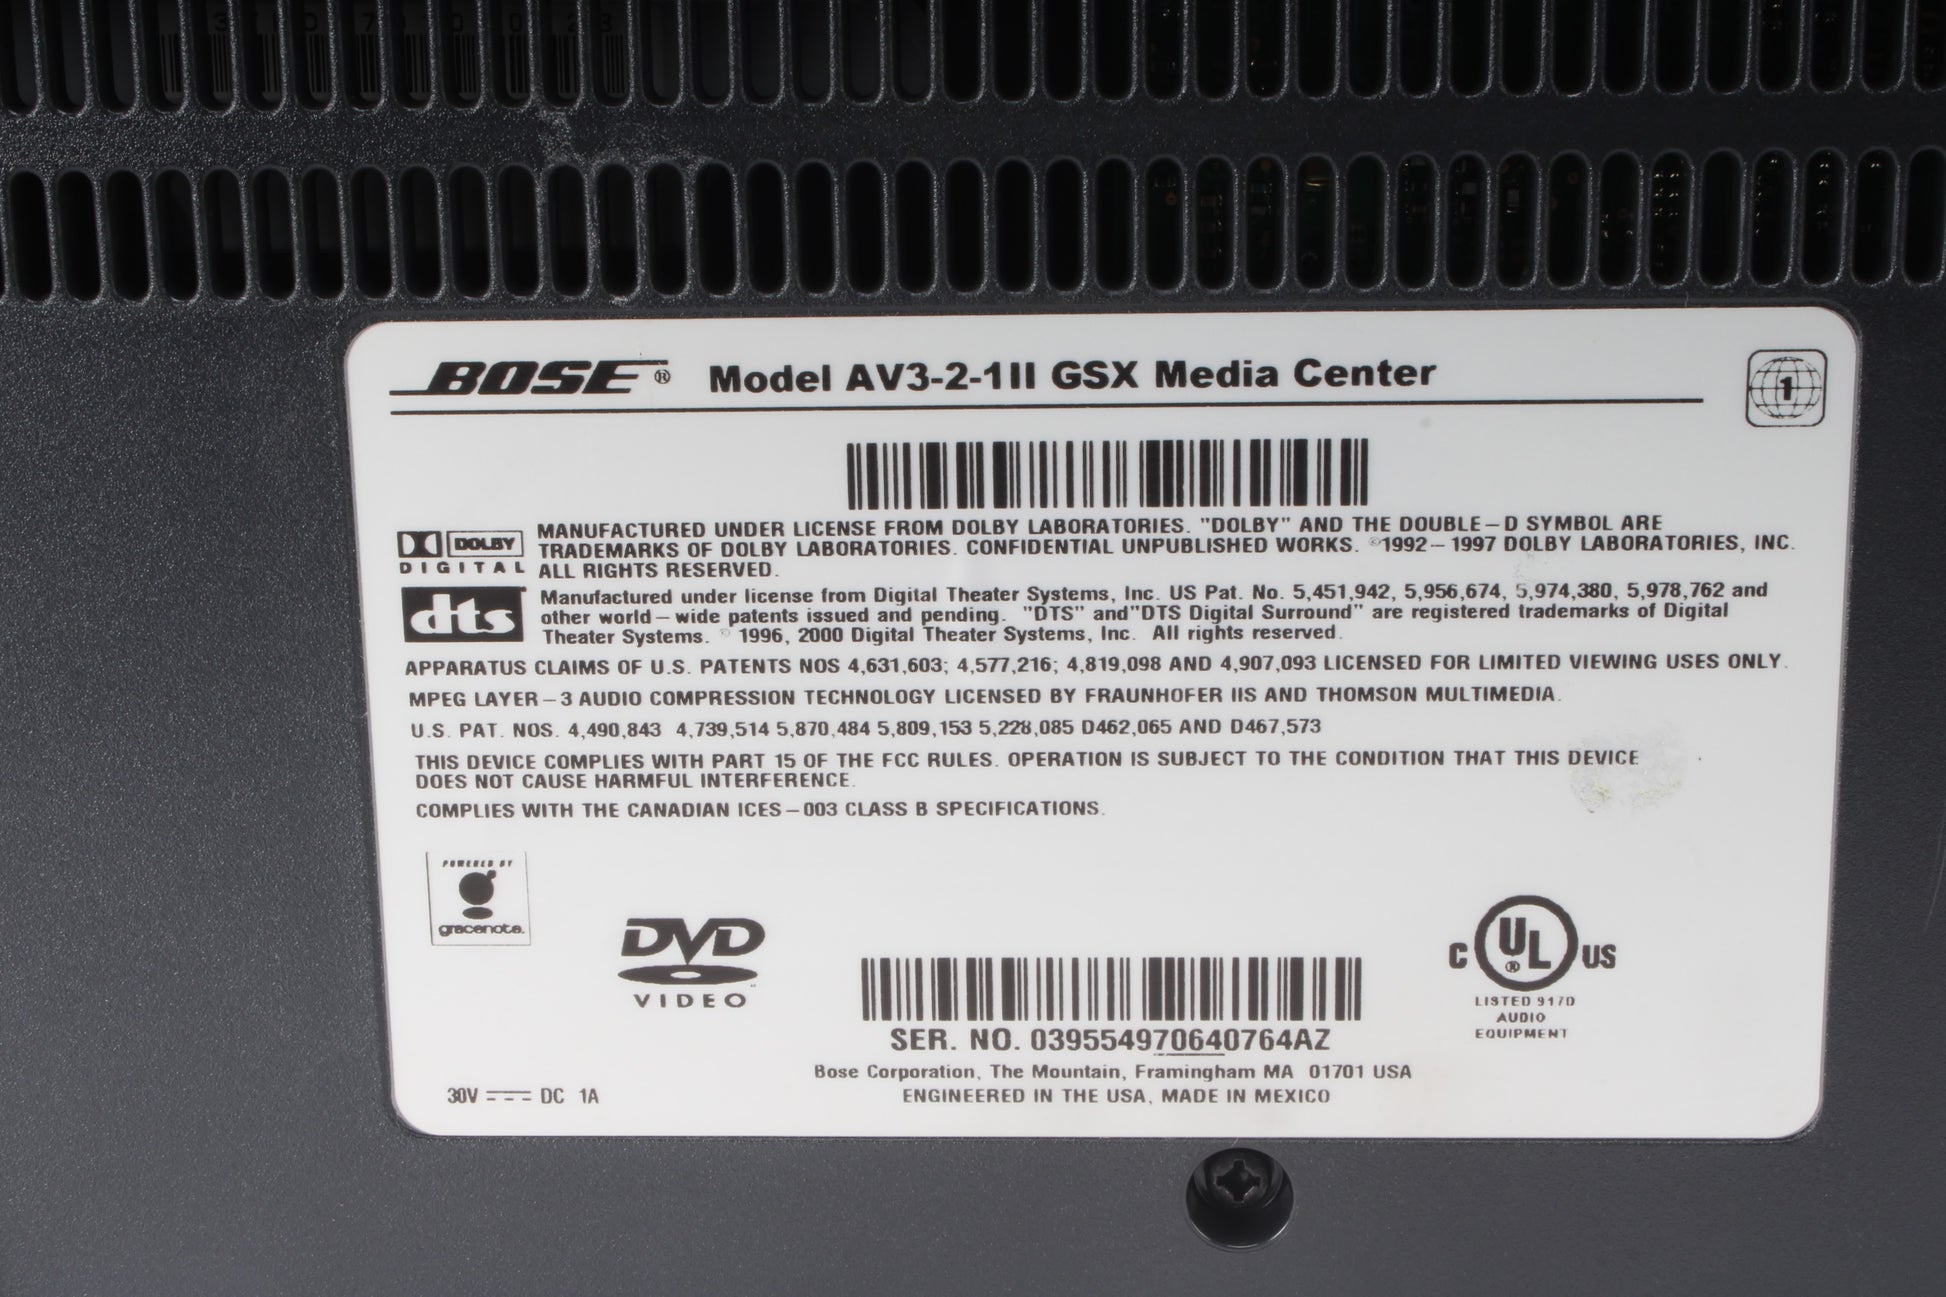 BOSE® Model AV3-2-1II GSX Media Center
1
DOLBY
DIGITAL
MANUFACTURED UNDER LICENSE FROM DOLBY LABORATORIES. "DOLBY" AND THE DOUBLE–D SYMBOL ARE
TRADEMARKS OF DOLBY LABORATORIES. CONFIDENTIAL UNPUBLISHED WORKS. ©1992–1997 DOLBY LABORATORIES, INC.
ALL RIGHTS RESERVED.
dts
Manufactured under license from Digital Theater Systems, Inc. US Pat. No. 5,451,942, 5,956,674, 5,974,380, 5,978,762 and
other world–wide patents issued and pending. "DTS" and"DTS Digital Surround" are registered trademarks of Digital
Theater Systems. © 1996, 2000 Digital Theater Systems, Inc. All rights reserved.
APPARATUS CLAIMS OF U.S. PATENTS NOS 4,631,603; 4,577,216; 4,819,098 AND 4,907,093 LICENSED FOR LIMITED VIEWING USES ONLY.
MPEG LAYER–3 AUDIO COMPRESSION TECHNOLOGY LICENSED BY FRAUNHOFER IIS AND THOMSON MULTIMEDIA.
U.S. PAT. NOS. 4,490,843 4,739,514 5,870,484 5,809,153 5,228,085 D462,065 AND D467,573
THIS DEVICE COMPLIES WITH PART 15 OF THE FCC RULES. OPERATION IS SUBJECT TO THE CONDITION THAT THIS DEVICE
DOES NOT CAUSE HARMFUL INTERFERENCE.
COMPLIES WITH THE CANADIAN ICES–003 CLASS B SPECIFICATIONS.
POWERED BY
gracenote.
DVD
VIDEO
C UL® US
LISTED 917D
AUDIO
EQUIPMENT
SER. NO. 039554970640764AZ
Bose Corporation, The Mountain, Framingham MA 01701 USA
30V DC 1A
ENGINEERED IN THE USA, MADE IN MEXICO